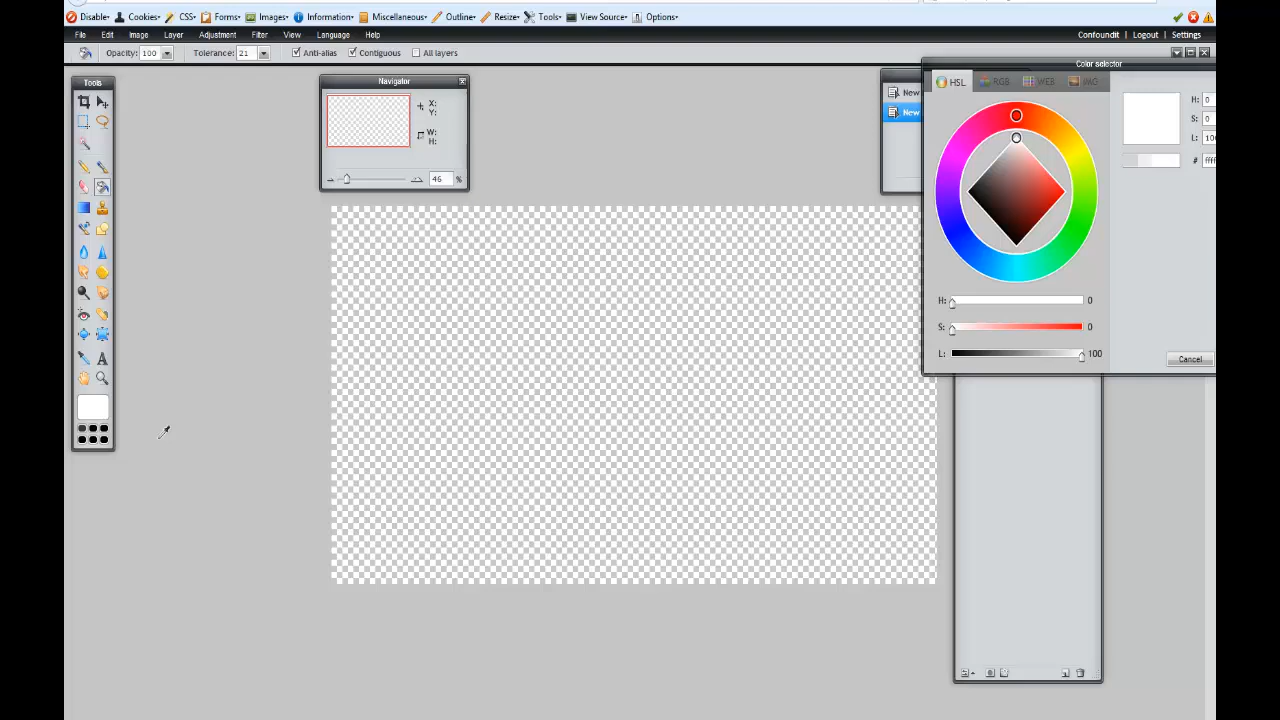 Disable Cookies CSS Forms Images Information Miscellaneous Outline Resize Tools View Source Options
File Edit Image Layer Adjustment Filter View Language Help Confoundit Logout Settings
Opacity: 100 Tolerance: 21 Anti-alias Contiguous All layers
Color selector
Tools
Navigator
HSL RGB WEB IMG
New
New
X:
Y:
W:
H:
46 %
H: 0
S: 0
L: 100
# ffff
H: 0
S: 0
L: 100
Cancel